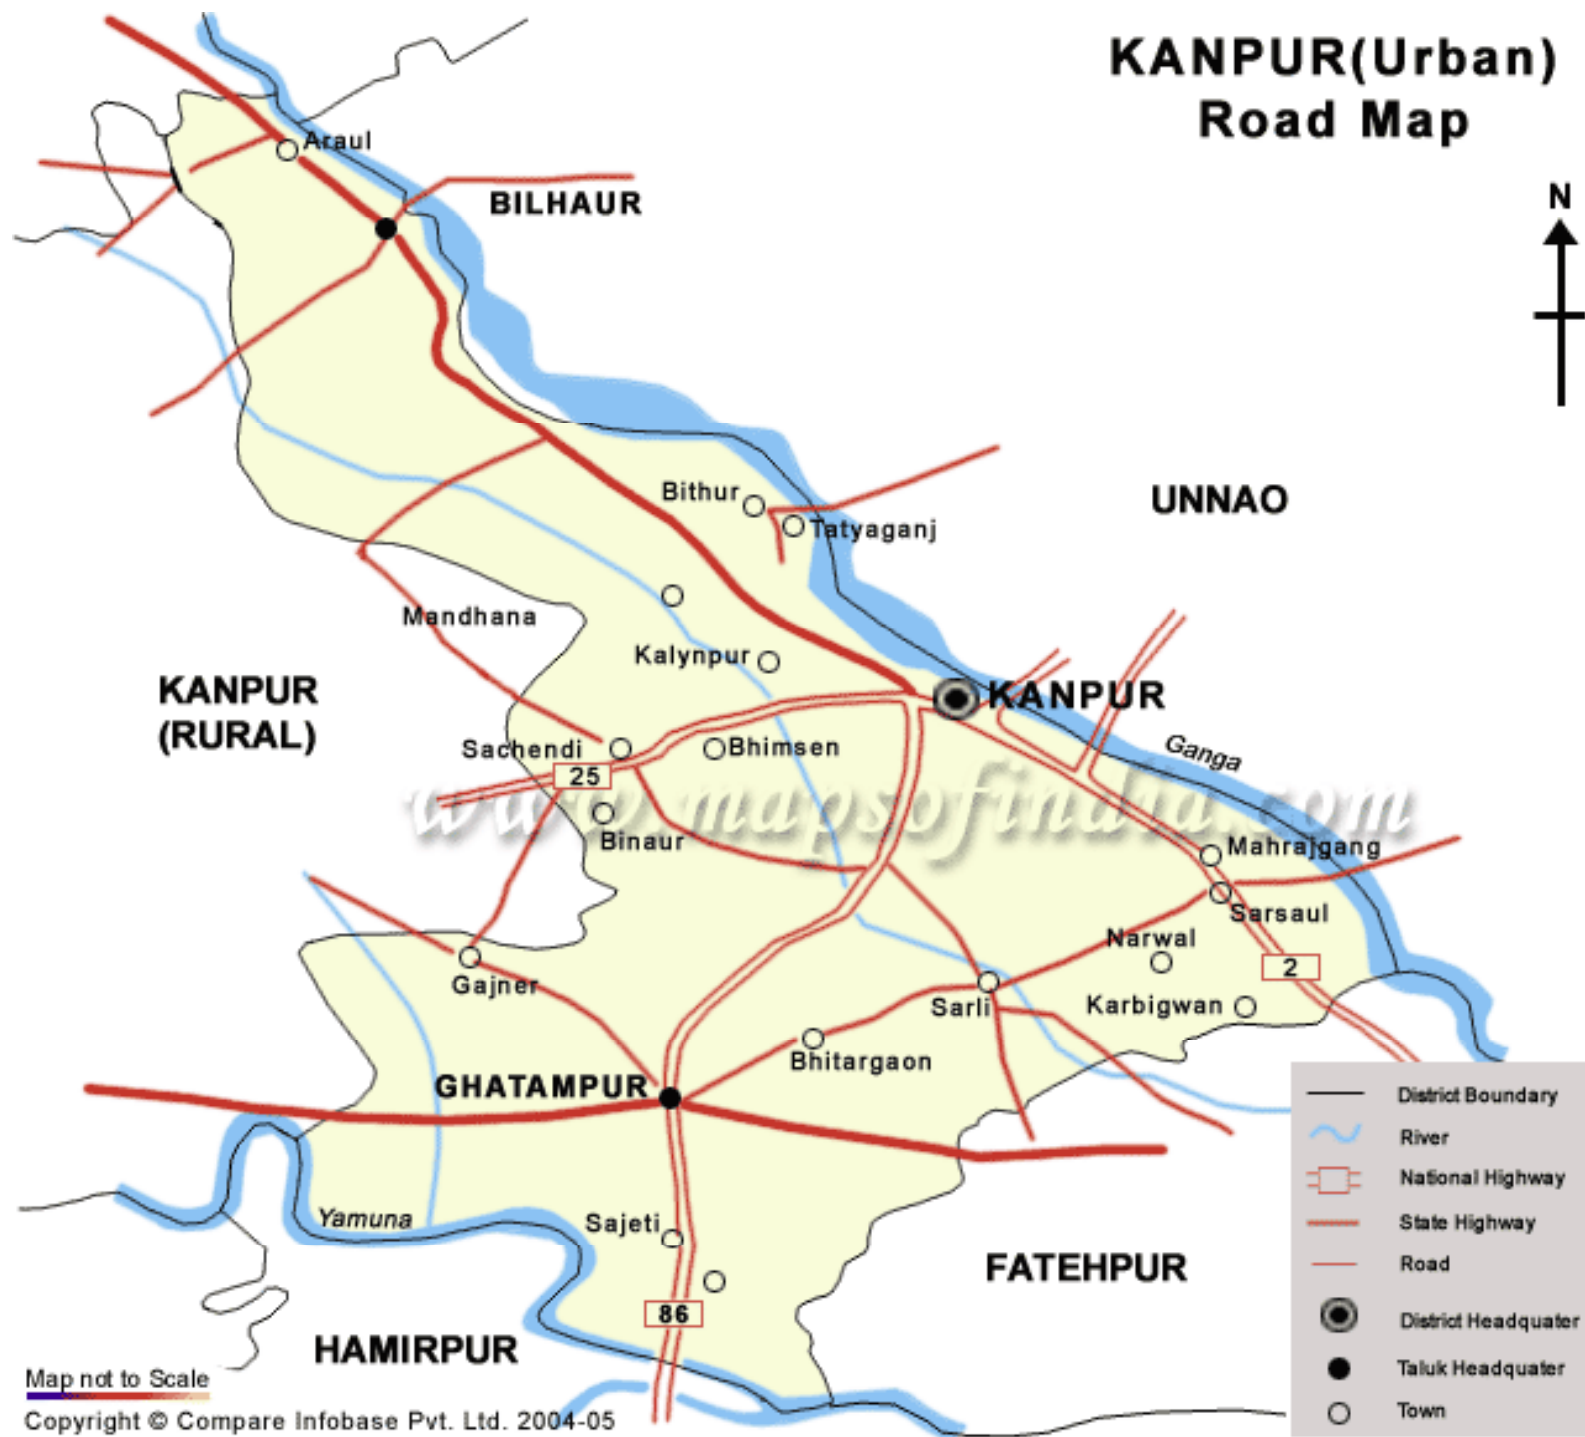 KANPUR(Urban)
Road Map
N
Araul
BILHAUR
Bithur
Tatyaganj
UNNAO
Mandhana
Kalynpur
KANPUR
(RURAL)
KANPUR
Ganga
Sachendi
Bhimsen
25
www.mapsofindia.com
Binaur
Mahrajgang
Sarsaul
Narwal
2
Gajner
Sarli
Karbigwan
Bhitargaon
GHATAMPUR
Yamuna
Sajeti
86
FATEHPUR
HAMIRPUR
District Boundary
River
National Highway
State Highway
Road
District Headquater
Taluk Headquater
Town
Map not to Scale
Copyright © Compare Infobase Pvt. Ltd. 2004-05